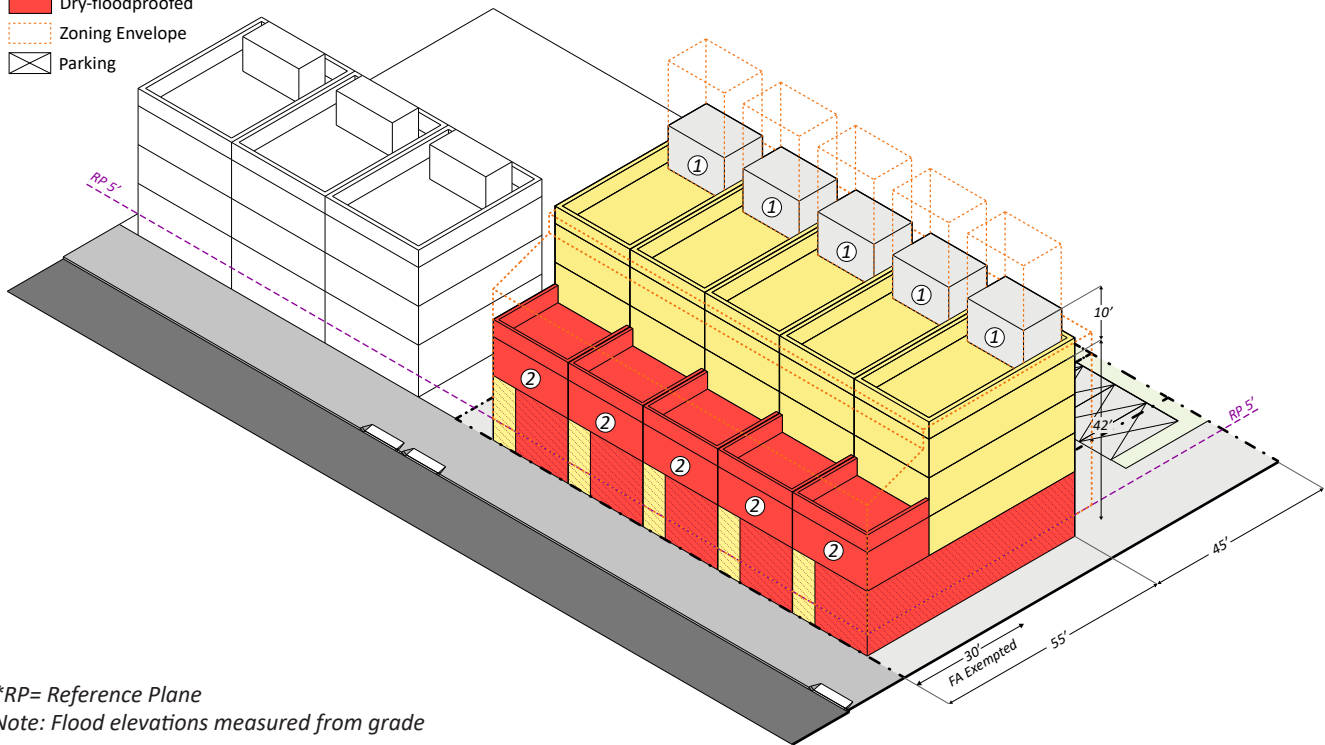 Dry-floodproofed
Zoning Envelope
Parking
RP 5'
1
1
1
1
1
10'
RP 5'
42'
2
2
2
2
2
45'
55'
30'
FA Exempted
*RP= Reference Plane
Note: Flood elevations measured from grade